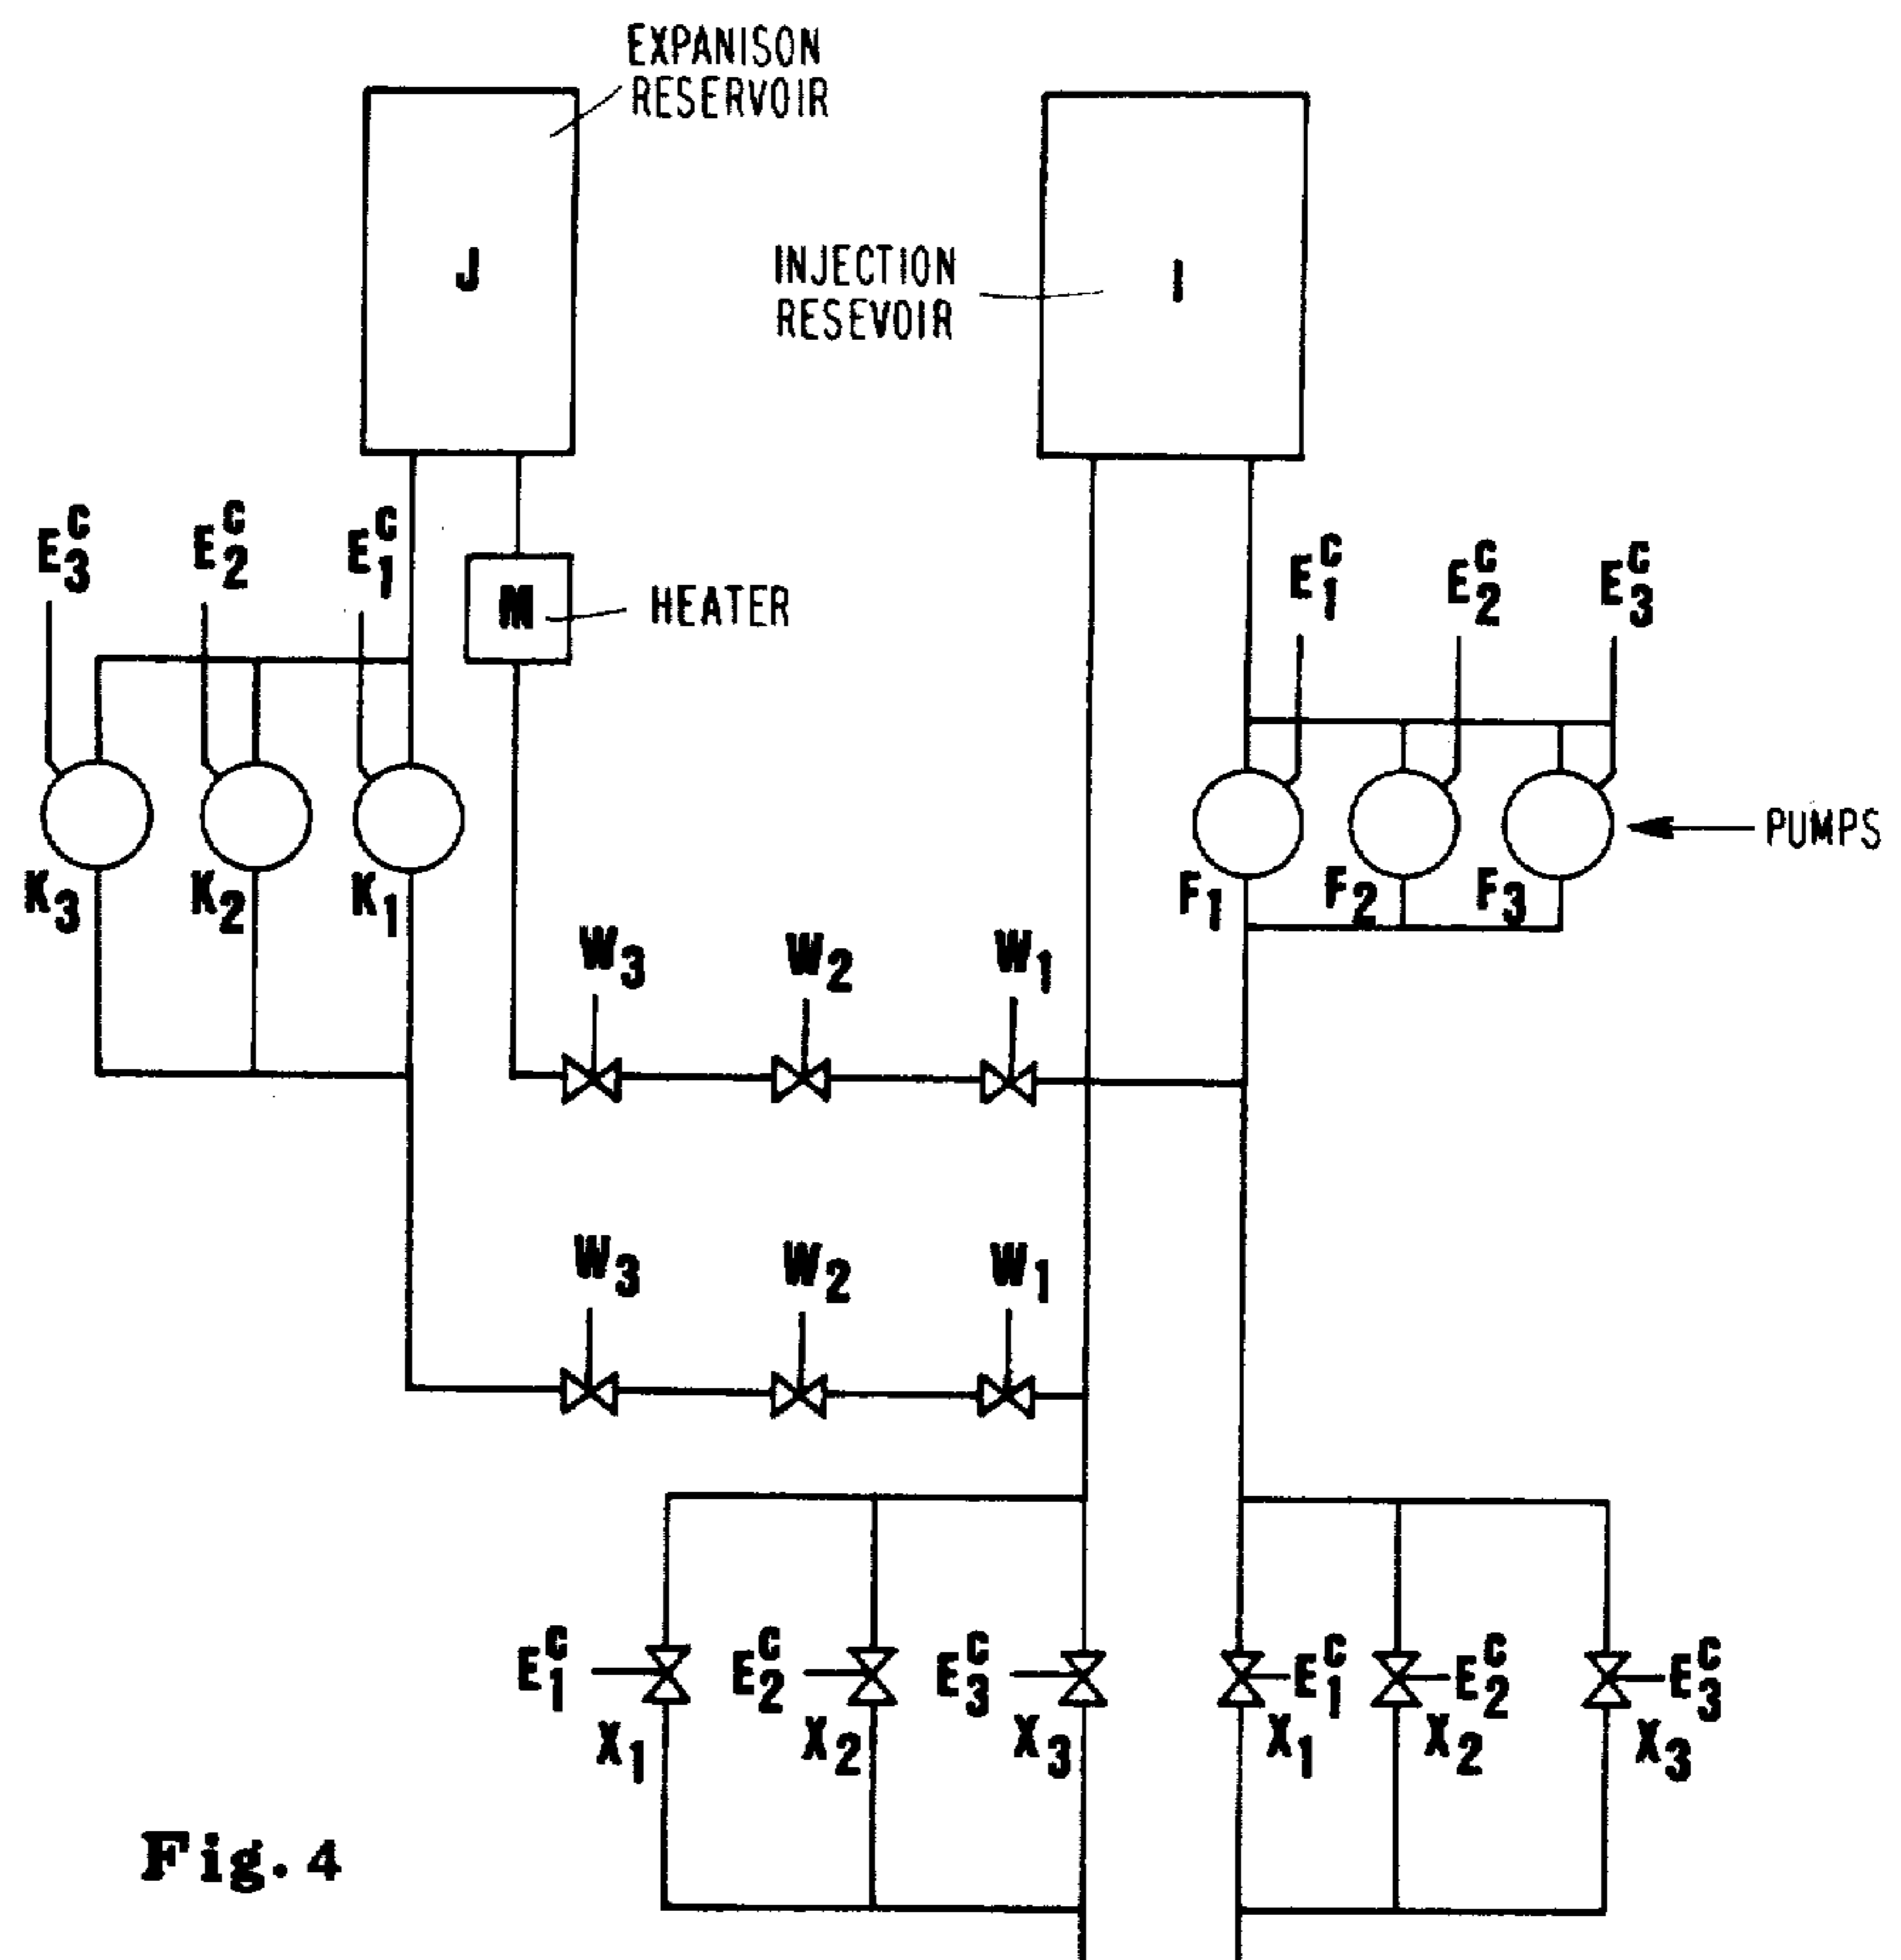 EXPANISON
RESERVOIR
J
INJECTION
RESEVOIR
I
E₃ᶜ E₂ᶜ E₁ᶜ
M HEATER
E₁ᶜ E₂ᶜ E₃ᶜ
PUMPS
K₃ K₂ K₁
F₁ F₂ F₃
W₃ W₂ W₁
W₃ W₂ W₁
E₁ᶜ E₂ᶜ E₃ᶜ E₁ᶜ E₂ᶜ E₃ᶜ
X₁ X₂ X₃ X₁ X₂ X₃
Fig. 4